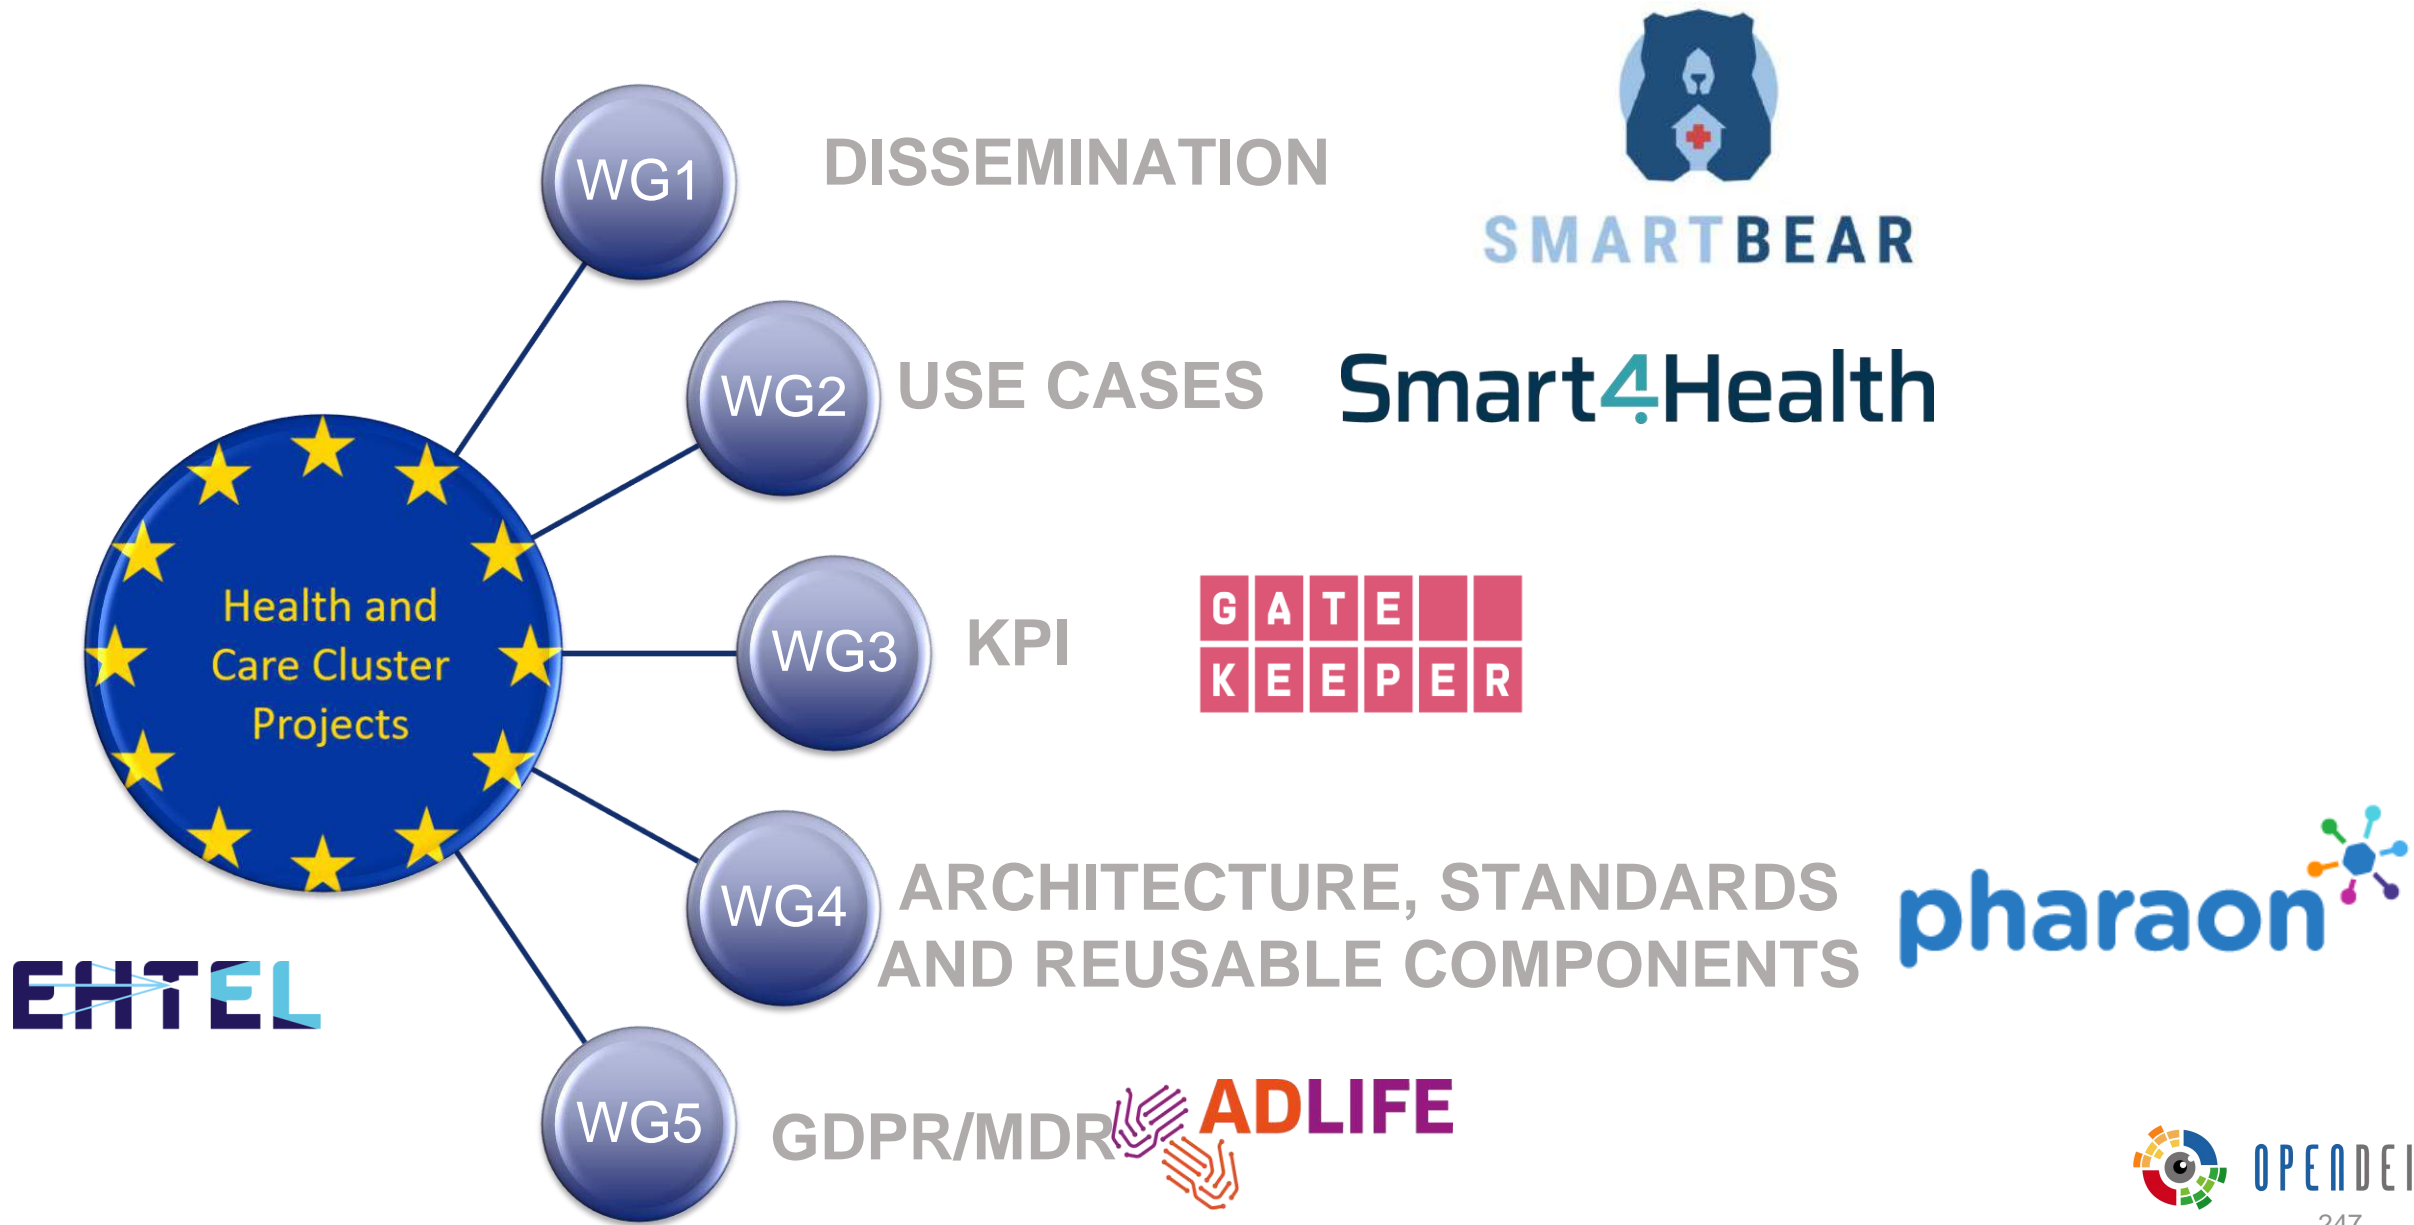 WG1
DISSEMINATION
SMARTBEAR
WG2
USE CASES
Smart4Health
Health and
Care Cluster
Projects
WG3
KPI
GATE
KEEPER
WG4
ARCHITECTURE, STANDARDS
AND REUSABLE COMPONENTS
pharaon
EHTEL
WG5
GDPR/MDR
ADLIFE
OPENDEI
247